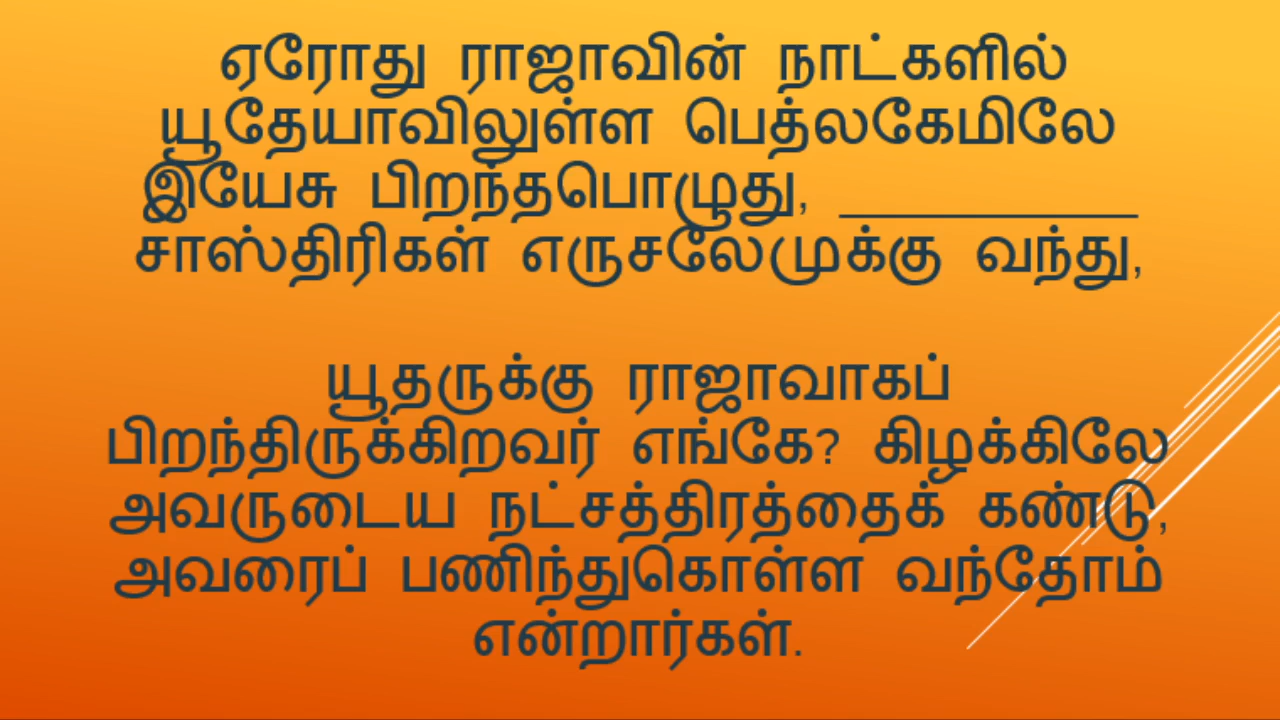 ஏரோது ராஜாவின் நாட்களில்
யூதேயாவிலுள்ள பெத்லகேமிலே
இயேசு பிறந்தபொழுது, ___________
சாஸ்திரிகள் எருசலேமுக்கு வந்து,
யூதருக்கு ராஜாவாகப்
பிறந்திருக்கிறவர் எங்கே? கிழக்கிலே
அவருடைய நட்சத்திரத்தைக் கண்டு,
அவரைப் பணிந்துகொள்ள வந்தோம்
என்றார்கள்.